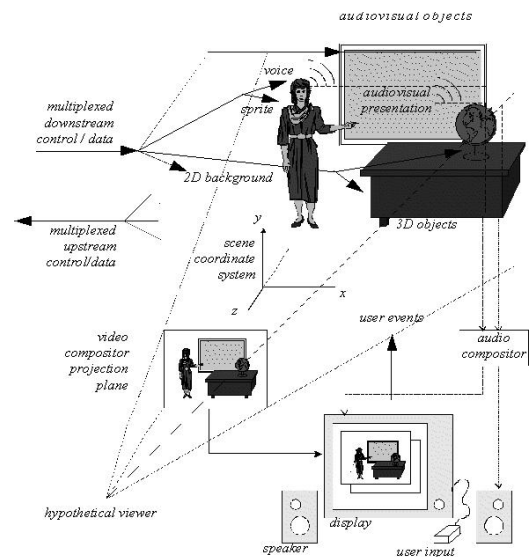 audiovisual objects
voice
sprite
audiovisual
presentation
multiplexed
downstream
control / data
2D background
3D objects
multiplexed
upstream
control/data
y
scene
coordinate
system
x
z
user events
video
compositor
projection
plane
audio
compositor
hypothetical viewer
speaker
display
user input